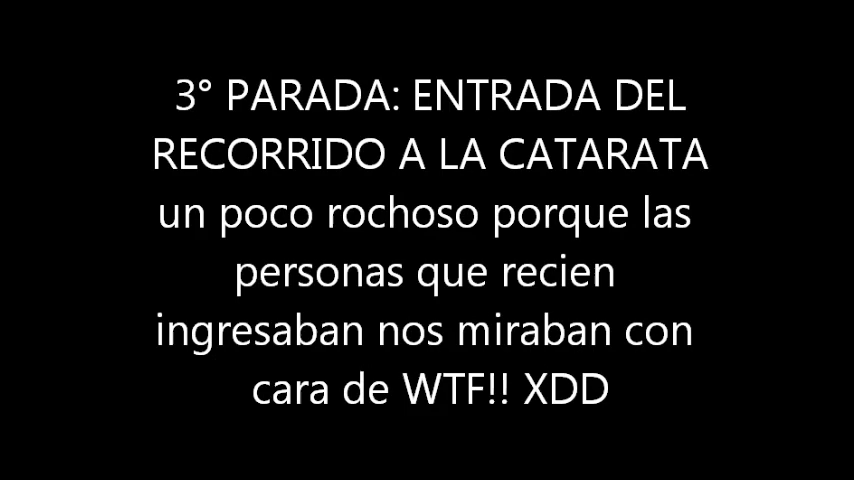 3° PARADA: ENTRADA DEL
RECORRIDO A LA CATARATA
un poco rochoso porque las
personas que recien
ingresaban nos miraban con
cara de WTF!! XDD